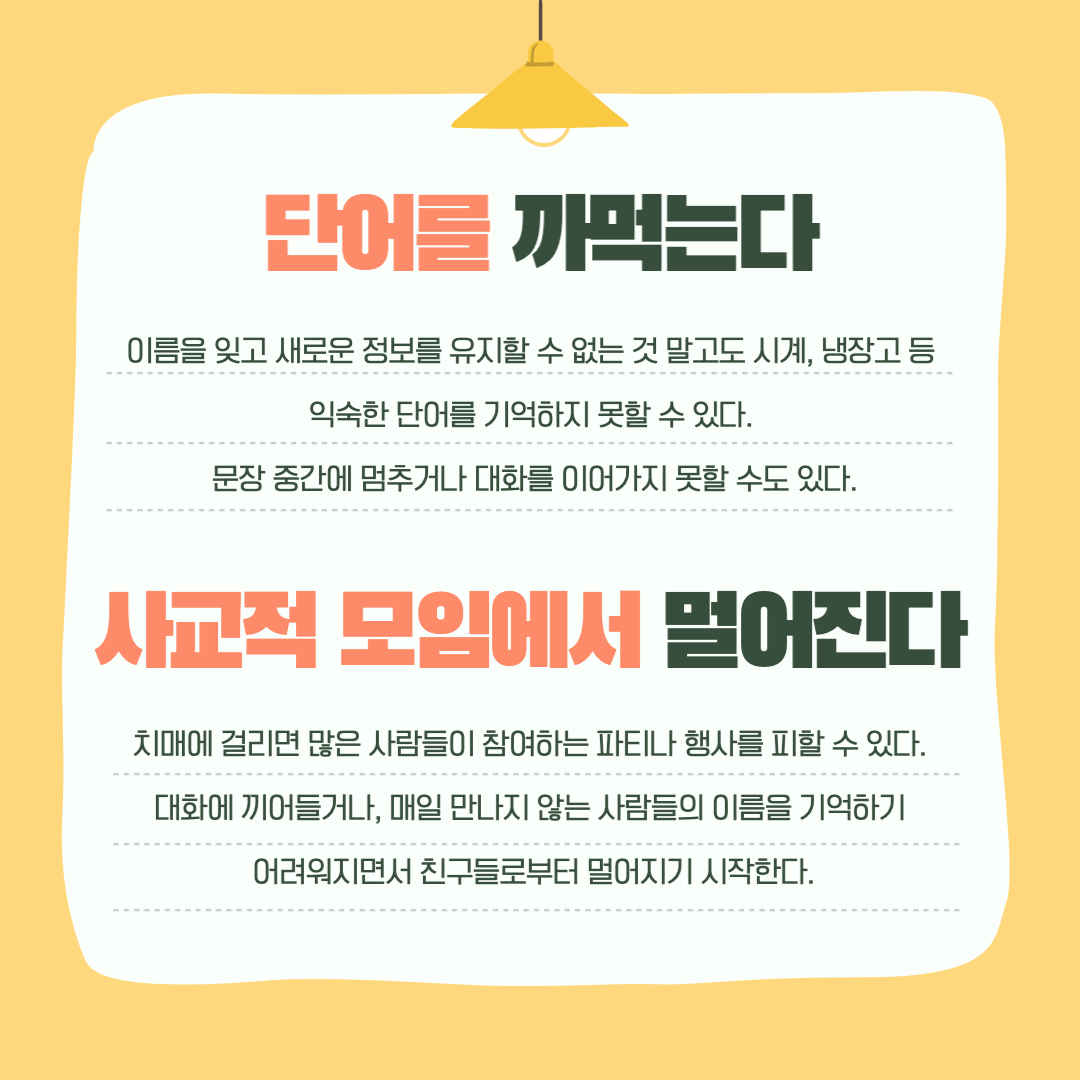 단어를 까먹는다
이름을 잊고 새로운 정보를 유지할 수 없는 것 말고도 시계, 냉장고 등
익숙한 단어를 기억하지 못할 수 있다.
문장 중간에 멈추거나 대화를 이어가지 못할 수도 있다.
사교적 모임에서 멀어진다
치매에 걸리면 많은 사람들이 참여하는 파티나 행사를 피할 수 있다.
대화에 끼어들거나, 매일 만나지 않는 사람들의 이름을 기억하기
어려워지면서 친구들로부터 멀어지기 시작한다.